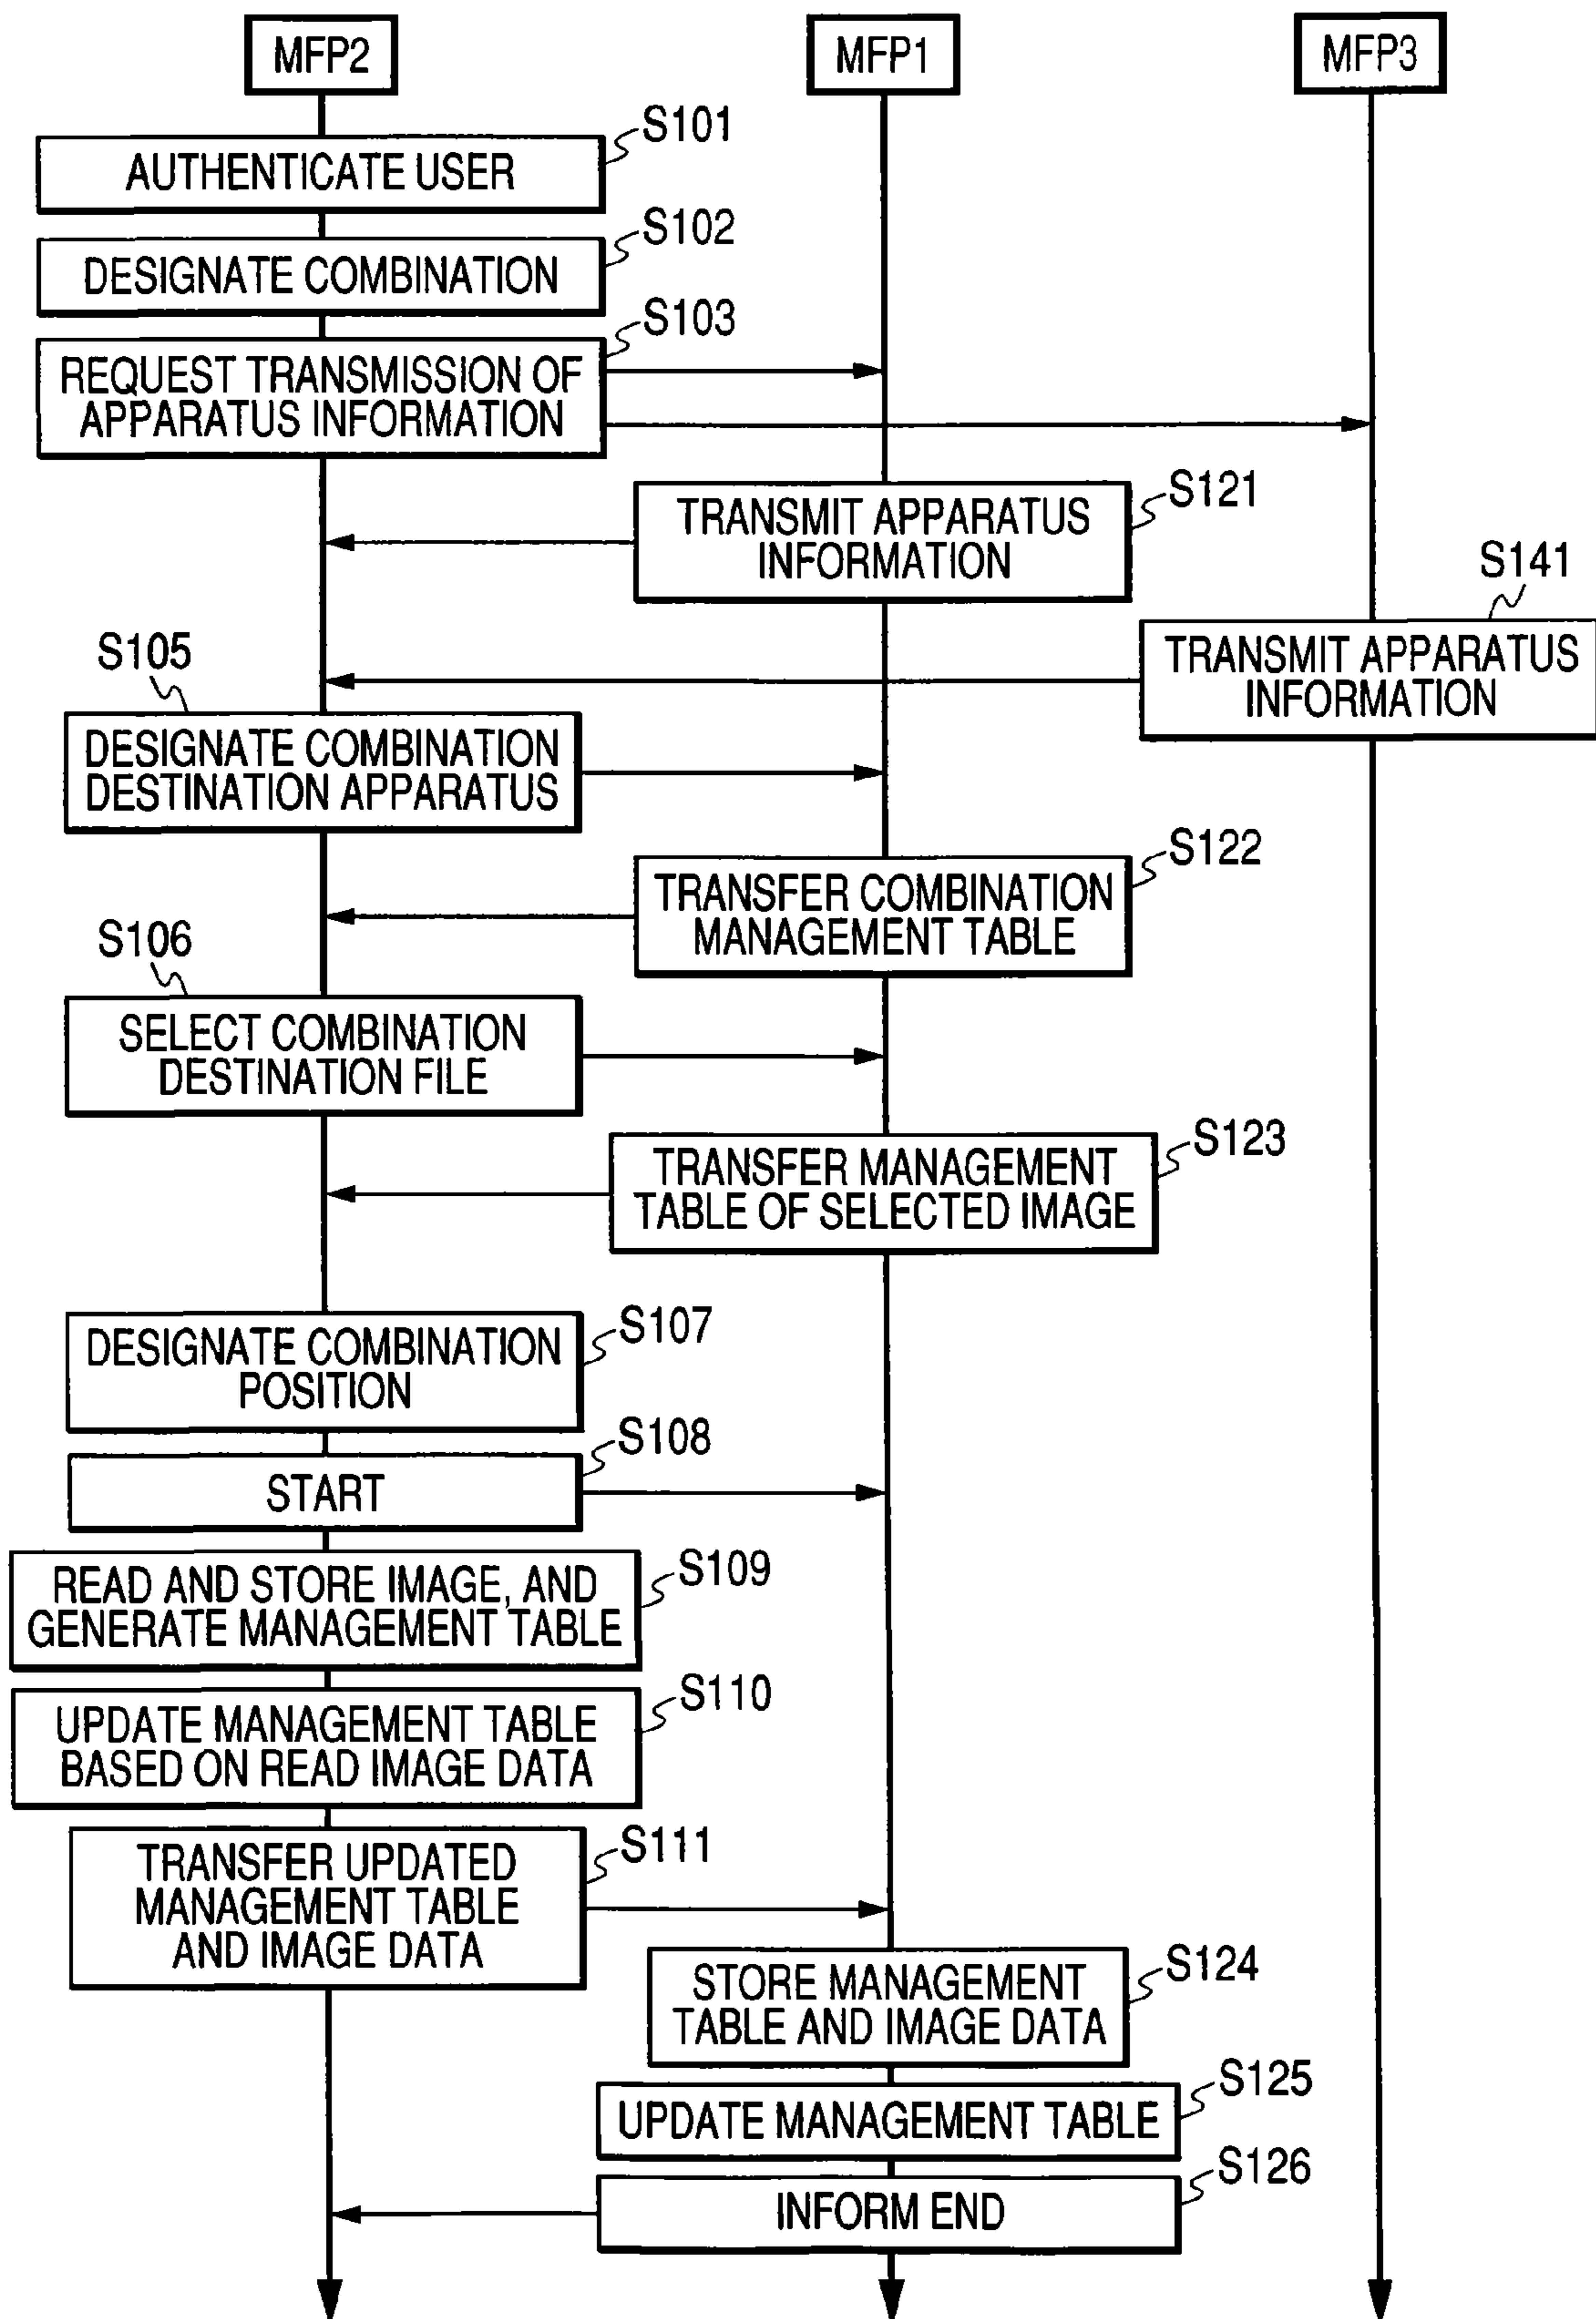 MFP2
MFP1
MFP3
S101
AUTHENTICATE USER
S102
DESIGNATE COMBINATION
S103
REQUEST TRANSMISSION OF
APPARATUS INFORMATION
S121
TRANSMIT APPARATUS
INFORMATION
S141
TRANSMIT APPARATUS
INFORMATION
S105
DESIGNATE COMBINATION
DESTINATION APPARATUS
S122
TRANSFER COMBINATION
MANAGEMENT TABLE
S106
SELECT COMBINATION
DESTINATION FILE
S123
TRANSFER MANAGEMENT
TABLE OF SELECTED IMAGE
S107
DESIGNATE COMBINATION
POSITION
S108
START
S109
READ AND STORE IMAGE, AND
GENERATE MANAGEMENT TABLE
S110
UPDATE MANAGEMENT TABLE
BASED ON READ IMAGE DATA
S111
TRANSFER UPDATED
MANAGEMENT TABLE
AND IMAGE DATA
S124
STORE MANAGEMENT
TABLE AND IMAGE DATA
S125
UPDATE MANAGEMENT TABLE
S126
INFORM END